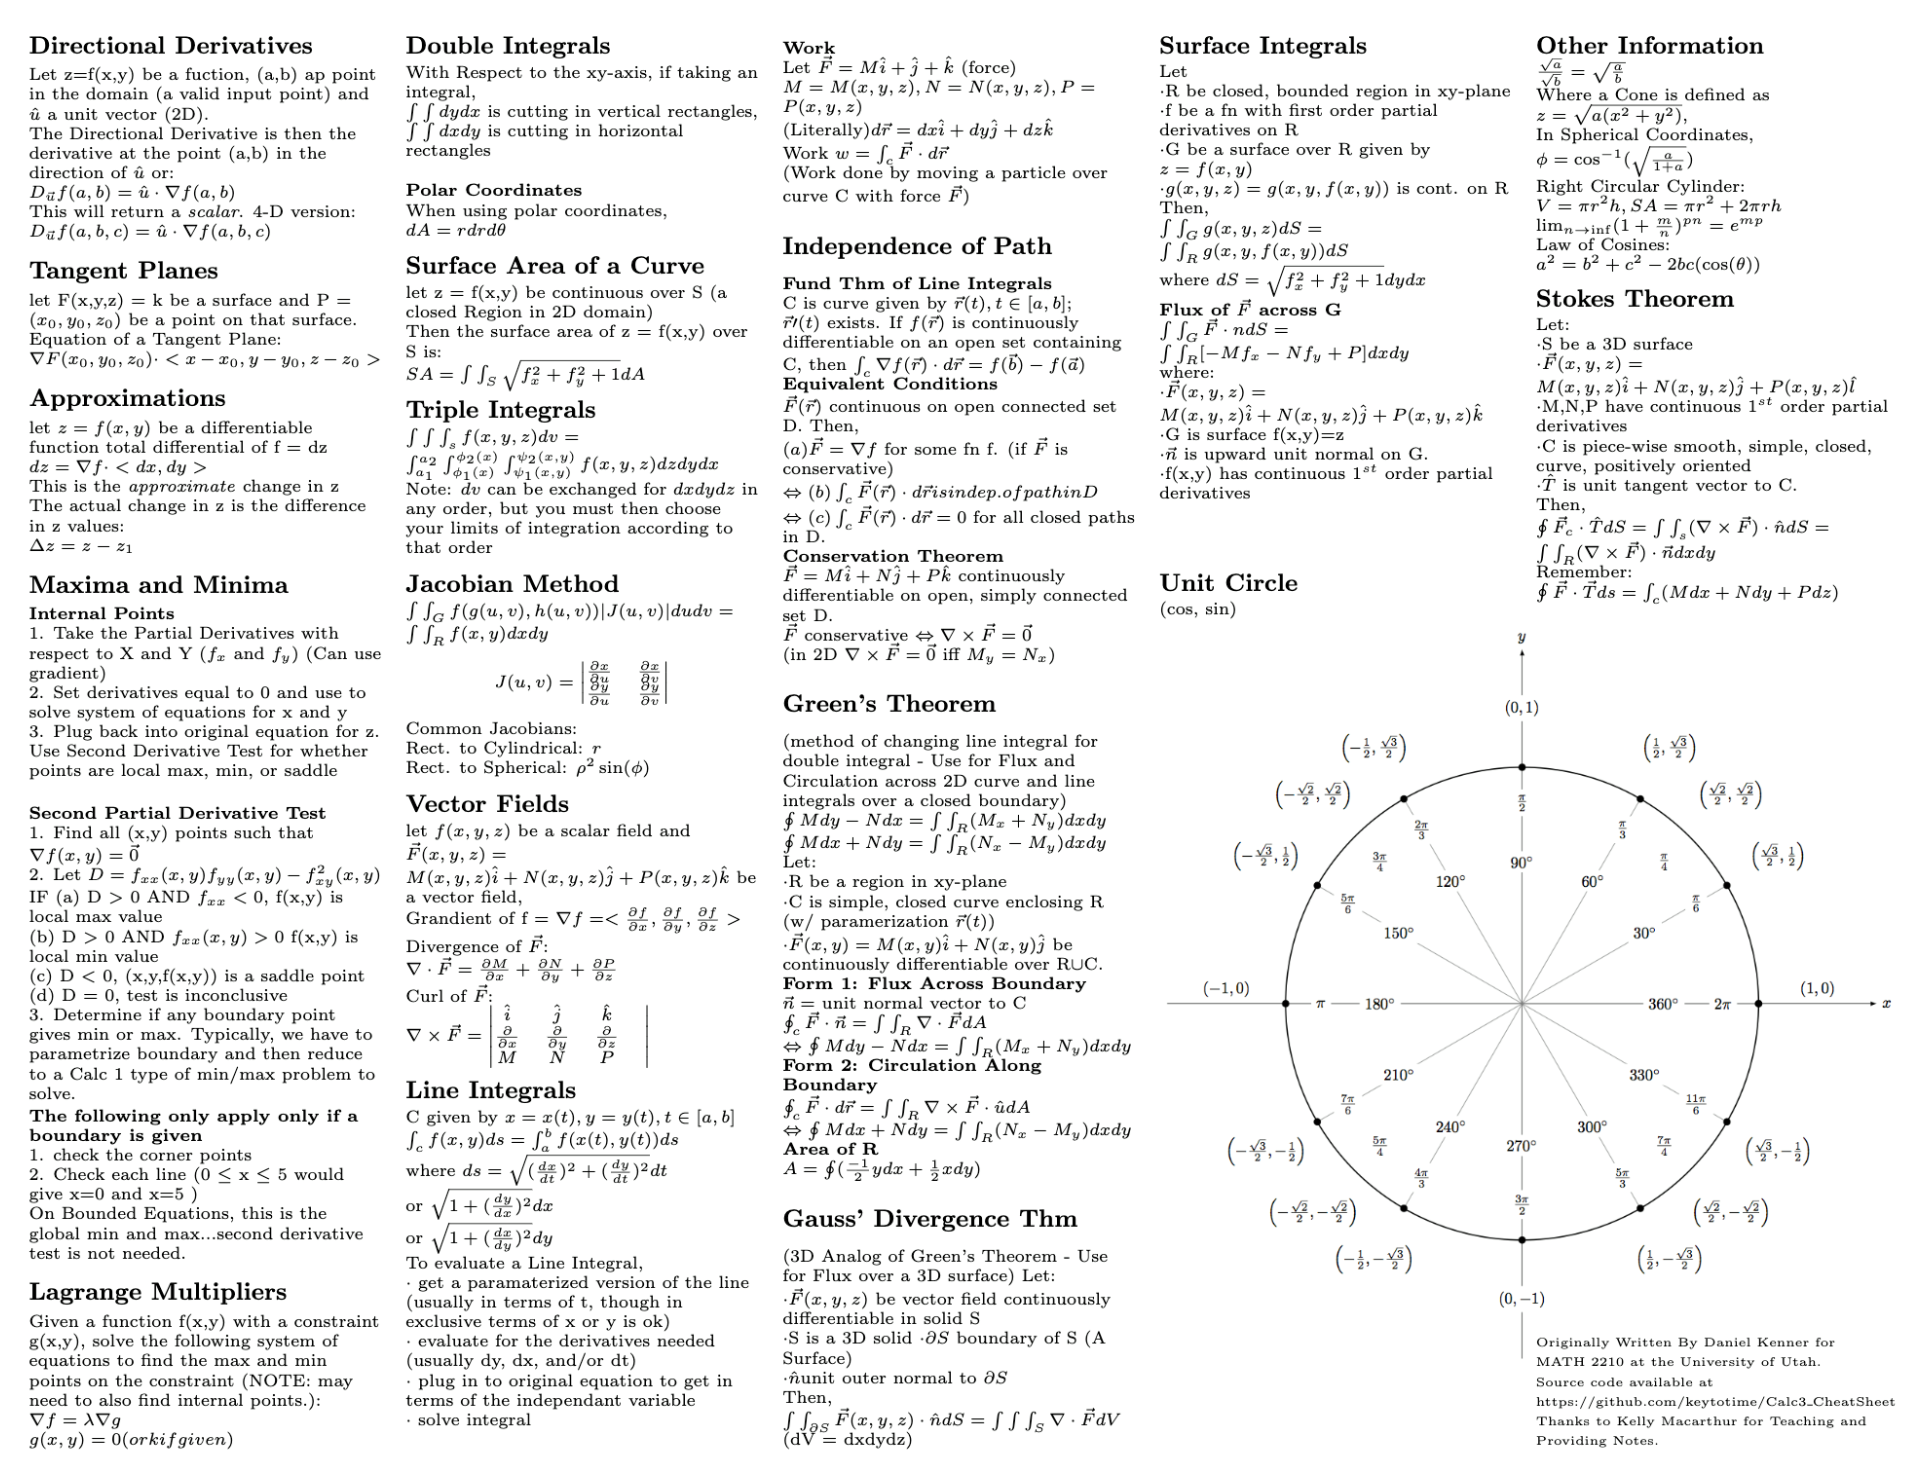 Directional Derivatives
Let z=f(x,y) be a fuction, (a,b) ap point
in the domain (a valid input point) and
û a unit vector (2D).
The Directional Derivative is then the
derivative at the point (a,b) in the
direction of û or:
$D_{\vec{u}}f(a,b) = \hat{u} \cdot \nabla f(a,b)$
This will return a scalar. 4-D version:
$D_{\vec{u}}f(a,b,c) = \hat{u} \cdot \nabla f(a,b,c)$
Tangent Planes
let F(x,y,z) = k be a surface and P =
$(x_0, y_0, z_0)$ be a point on that surface.
Equation of a Tangent Plane:
$\nabla F(x_0,y_0,z_0) \cdot < x - x_0, y - y_0, z - z_0 >$
Approximations
let $z = f(x,y)$ be a differentiable
function total differential of f = dz
$dz = \nabla f \cdot < dx, dy >$
This is the approximate change in z
The actual change in z is the difference
in z values:
$\Delta z = z - z_1$
Maxima and Minima
Internal Points
1. Take the Partial Derivatives with
respect to X and Y ($f_x$ and $f_y$) (Can use
gradient)
2. Set derivatives equal to 0 and use to
solve system of equations for x and y
3. Plug back into original equation for z.
Use Second Derivative Test for whether
points are local max, min, or saddle
Second Partial Derivative Test
1. Find all (x,y) points such that
$\nabla f(x,y) = \vec{0}$
2. Let $D = f_{xx}(x,y)f_{yy}(x,y) - f_{xy}^2(x,y)$
IF (a) D > 0 AND $f_{xx} < 0$, f(x,y) is
local max value
(b) D > 0 AND $f_{xx}(x,y) > 0$ f(x,y) is
local min value
(c) D < 0, (x,y,f(x,y)) is a saddle point
(d) D = 0, test is inconclusive
3. Determine if any boundary point
gives min or max. Typically, we have to
parametrize boundary and then reduce
to a Calc 1 type of min/max problem to
solve.
The following only apply only if a
boundary is given
1. check the corner points
2. Check each line (0 ≤ x ≤ 5 would
give x=0 and x=5 )
On Bounded Equations, this is the
global min and max...second derivative
test is not needed.
Lagrange Multipliers
Given a function f(x,y) with a constraint
g(x,y), solve the following system of
equations to find the max and min
points on the constraint (NOTE: may
need to also find internal points.):
$\nabla f = \lambda \nabla g$
$g(x,y) = 0(orkifgiven)$
Double Integrals
With Respect to the xy-axis, if taking an
integral,
$\int\int dydx$ is cutting in vertical rectangles,
$\int\int dxdy$ is cutting in horizontal
rectangles
Polar Coordinates
When using polar coordinates,
$dA = rdrd\theta$
Surface Area of a Curve
let z = f(x,y) be continuous over S (a
closed Region in 2D domain)
Then the surface area of z = f(x,y) over
S is:
$SA = \int\int_S \sqrt{f_x^2 + f_y^2 + 1}dA$
Triple Integrals
$\int\int\int_s f(x,y,z)dv =$
$\int_{a_1}^{a_2}\int_{\phi_1(x)}^{\phi_2(x)}\int_{\psi_1(x,y)}^{\psi_2(x,y)} f(x,y,z)dzdydx$
Note: $dv$ can be exchanged for $dxdydz$ in
any order, but you must then choose
your limits of integration according to
that order
Jacobian Method
$\int\int_G f(g(u,v),h(u,v))|J(u,v)|dudv =$
$\int\int_R f(x,y)dxdy$
$J(u,v) = \begin{vmatrix} \frac{\partial x}{\partial u} & \frac{\partial x}{\partial v} \\ \frac{\partial y}{\partial u} & \frac{\partial y}{\partial v} \end{vmatrix}$
Common Jacobians:
Rect. to Cylindrical: $r$
Rect. to Spherical: $\rho^2 \sin(\phi)$
Vector Fields
let $f(x,y,z)$ be a scalar field and
$\vec{F}(x,y,z) =$
$M(x,y,z)\hat{i} + N(x,y,z)\hat{j} + P(x,y,z)\hat{k}$ be
a vector field,
Grandient of f = $\nabla f = < \frac{\partial f}{\partial x}, \frac{\partial f}{\partial y}, \frac{\partial f}{\partial z} >$
Divergence of $\vec{F}$:
$\nabla \cdot \vec{F} = \frac{\partial M}{\partial x} + \frac{\partial N}{\partial y} + \frac{\partial P}{\partial z}$
Curl of $\vec{F}$:
$\nabla \times \vec{F} = \begin{vmatrix} \hat{i} & \hat{j} & \hat{k} \\ \frac{\partial}{\partial x} & \frac{\partial}{\partial y} & \frac{\partial}{\partial z} \\ M & N & P \end{vmatrix}$
Line Integrals
C given by $x = x(t), y = y(t), t \in [a,b]$
$\int_c f(x,y)ds = \int_a^b f(x(t),y(t))ds$
where $ds = \sqrt{(\frac{dx}{dt})^2 + (\frac{dy}{dt})^2}dt$
or $\sqrt{1 + (\frac{dy}{dx})^2}dx$
or $\sqrt{1 + (\frac{dx}{dy})^2}dy$
To evaluate a Line Integral,
· get a paramaterized version of the line
(usually in terms of t, though in
exclusive terms of x or y is ok)
· evaluate for the derivatives needed
(usually dy, dx, and/or dt)
· plug in to original equation to get in
terms of the independant variable
· solve integral
Work
Let $\vec{F} = M\hat{i} + \hat{j} + \hat{k}$ (force)
$M = M(x,y,z), N = N(x,y,z), P =$
$P(x,y,z)$
(Literally)$d\vec{r} = dx\hat{i} + dy\hat{j} + dz\hat{k}$
Work $w = \int_c \vec{F} \cdot d\vec{r}$
(Work done by moving a particle over
curve C with force $\vec{F}$)
Independence of Path
Fund Thm of Line Integrals
C is curve given by $\vec{r}(t), t \in [a,b]$;
$\vec{r}\prime(t)$ exists. If $f(\vec{r})$ is continuously
differentiable on an open set containing
C, then $\int_c \nabla f(\vec{r}) \cdot d\vec{r} = f(\vec{b}) - f(\vec{a})$
Equivalent Conditions
$\vec{F}(\vec{r})$ continuous on open connected set
D. Then,
$(a)\vec{F} = \nabla f$ for some fn f. (if $\vec{F}$ is
conservative)
$\Leftrightarrow (b) \int_c \vec{F}(\vec{r}) \cdot d\vec{r}isindep.ofpathinD$
$\Leftrightarrow (c) \int_c \vec{F}(\vec{r}) \cdot d\vec{r} = 0$ for all closed paths
in D.
Conservation Theorem
$\vec{F} = M\hat{i} + N\hat{j} + P\hat{k}$ continuously
differentiable on open, simply connected
set D.
$\vec{F}$ conservative $\Leftrightarrow \nabla \times \vec{F} = \vec{0}$
(in 2D $\nabla \times \vec{F} = \vec{0}$ iff $M_y = N_x$)
Green's Theorem
(method of changing line integral for
double integral - Use for Flux and
Circulation across 2D curve and line
integrals over a closed boundary)
$\oint Mdy - Ndx = \int\int_R (M_x + N_y)dxdy$
$\oint Mdx + Ndy = \int\int_R (N_x - M_y)dxdy$
Let:
·R be a region in xy-plane
·C is simple, closed curve enclosing R
(w/ paramerization $\vec{r}(t)$)
·$\vec{F}(x,y) = M(x,y)\hat{i} + N(x,y)\hat{j}$ be
continuously differentiable over R∪C.
Form 1: Flux Across Boundary
$\vec{n}$ = unit normal vector to C
$\oint_c \vec{F} \cdot \vec{n} = \int\int_R \nabla \cdot \vec{F}dA$
$\Leftrightarrow \oint Mdy - Ndx = \int\int_R (M_x + N_y)dxdy$
Form 2: Circulation Along
Boundary
$\oint_c \vec{F} \cdot d\vec{r} = \int\int_R \nabla \times \vec{F} \cdot \hat{u}dA$
$\Leftrightarrow \oint Mdx + Ndy = \int\int_R (N_x - M_y)dxdy$
Area of R
$A = \oint(\frac{-1}{2}ydx + \frac{1}{2}xdy)$
Gauss' Divergence Thm
(3D Analog of Green's Theorem - Use
for Flux over a 3D surface) Let:
·$\vec{F}(x,y,z)$ be vector field continuously
differentiable in solid S
·S is a 3D solid ·$\partial S$ boundary of S (A
Surface)
·$\hat{n}$unit outer normal to $\partial S$
Then,
$\int\int_{\partial S} \vec{F}(x,y,z) \cdot \hat{n}dS = \int\int\int_S \nabla \cdot \vec{F}dV$
(dV = dxdydz)
Surface Integrals
Let
·R be closed, bounded region in xy-plane
·f be a fn with first order partial
derivatives on R
·G be a surface over R given by
$z = f(x,y)$
·$g(x,y,z) = g(x,y,f(x,y))$ is cont. on R
Then,
$\int\int_G g(x,y,z)dS =$
$\int\int_R g(x,y,f(x,y))dS$
where $dS = \sqrt{f_x^2 + f_y^2 + 1}dydx$
Flux of $\vec{F}$ across G
$\int\int_G \vec{F} \cdot ndS =$
$\int\int_R [-Mf_x - Nf_y + P]dxdy$
where:
·$\vec{F}(x,y,z) =$
$M(x,y,z)\hat{i} + N(x,y,z)\hat{j} + P(x,y,z)\hat{k}$
·G is surface f(x,y)=z
·$\vec{n}$ is upward unit normal on G.
·f(x,y) has continuous $1^{st}$ order partial
derivatives
Unit Circle
(cos, sin)
y
(0, 1)
$(-\frac{1}{2}, \frac{\sqrt{3}}{2})$ $(\frac{1}{2}, \frac{\sqrt{3}}{2})$
$(-\frac{\sqrt{2}}{2}, \frac{\sqrt{2}}{2})$ $(\frac{\sqrt{2}}{2}, \frac{\sqrt{2}}{2})$
$\frac{2\pi}{3}$ $\frac{\pi}{2}$ $\frac{\pi}{3}$
$(-\frac{\sqrt{3}}{2}, \frac{1}{2})$ $\frac{3\pi}{4}$ 90° $\frac{\pi}{4}$ $(\frac{\sqrt{3}}{2}, \frac{1}{2})$
120° 60°
$\frac{5\pi}{6}$ $\frac{\pi}{6}$
150° 30°
(−1, 0) (1, 0)
π 180° 360° 2π x
210° 330°
$\frac{7\pi}{6}$ $\frac{11\pi}{6}$
240° 300°
$(-\frac{\sqrt{3}}{2}, -\frac{1}{2})$ $\frac{5\pi}{4}$ 270° $\frac{7\pi}{4}$ $(\frac{\sqrt{3}}{2}, -\frac{1}{2})$
$\frac{4\pi}{3}$ $\frac{3\pi}{2}$ $\frac{5\pi}{3}$
$(-\frac{\sqrt{2}}{2}, -\frac{\sqrt{2}}{2})$ $(\frac{\sqrt{2}}{2}, -\frac{\sqrt{2}}{2})$
$(-\frac{1}{2}, -\frac{\sqrt{3}}{2})$ $(\frac{1}{2}, -\frac{\sqrt{3}}{2})$
(0, −1)
Other Information
$\frac{\sqrt{a}}{\sqrt{b}} = \sqrt{\frac{a}{b}}$
Where a Cone is defined as
$z = \sqrt{a(x^2 + y^2)}$,
In Spherical Coordinates,
$\phi = \cos^{-1}(\sqrt{\frac{a}{1+a}})$
Right Circular Cylinder:
$V = \pi r^2 h, SA = \pi r^2 + 2\pi rh$
$\lim_{n \to \inf}(1 + \frac{m}{n})^{pn} = e^{mp}$
Law of Cosines:
$a^2 = b^2 + c^2 - 2bc(\cos(\theta))$
Stokes Theorem
Let:
·S be a 3D surface
·$\vec{F}(x,y,z) =$
$M(x,y,z)\hat{i} + N(x,y,z)\hat{j} + P(x,y,z)\hat{l}$
·M,N,P have continuous $1^{st}$ order partial
derivatives
·C is piece-wise smooth, simple, closed,
curve, positively oriented
·$\hat{T}$ is unit tangent vector to C.
Then,
$\oint \vec{F}_c \cdot \hat{T}dS = \int\int_s (\nabla \times \vec{F}) \cdot \hat{n}dS =$
$\int\int_R (\nabla \times \vec{F}) \cdot \vec{n}dxdy$
Remember:
$\oint \vec{F} \cdot \vec{T}ds = \int_c (Mdx + Ndy + Pdz)$
Originally Written By Daniel Kenner for
MATH 2210 at the University of Utah.
Source code available at
https://github.com/keytotime/Calc3_CheatSheet
Thanks to Kelly Macarthur for Teaching and
Providing Notes.